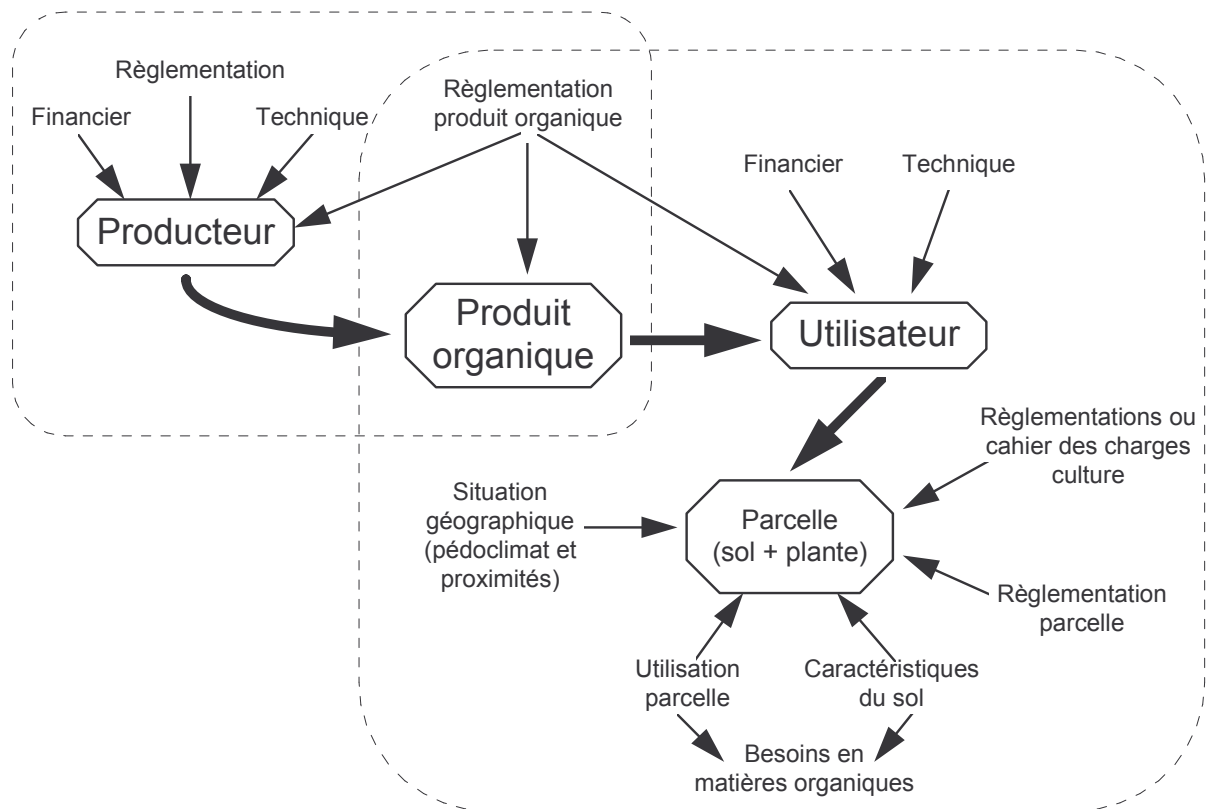 Règlementation
Financier
Technique
Règlementation
produit organique
Producteur
Financier
Technique
Produit
organique
Utilisateur
Règlementations ou
cahier des charges
culture
Situation
géographique
(pédoclimat et
proximités)
Parcelle
(sol + plante)
Règlementation
parcelle
Utilisation
parcelle
Caractéristiques
du sol
Besoins en
matières organiques